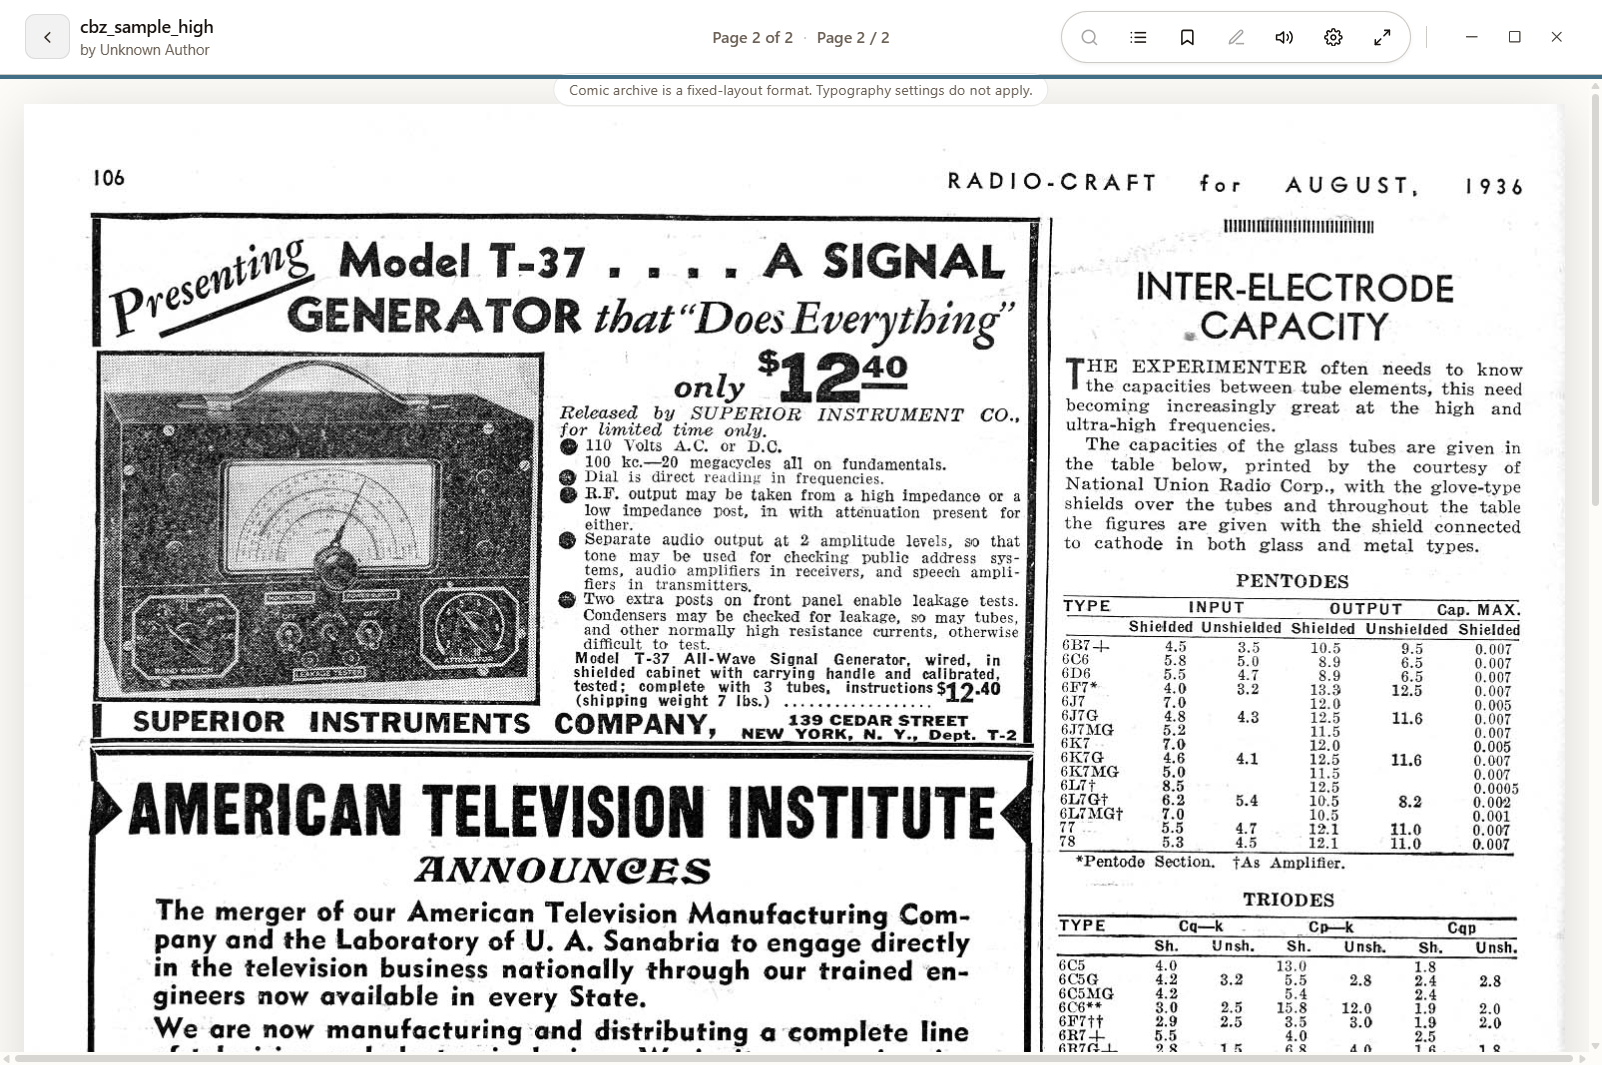 cbz_sample_high
by Unknown Author
Page 2 of 2 · Page 2 / 2
Comic archive is a fixed-layout format. Typography settings do not apply.
106
RADIO-CRAFT for AUGUST, 1936
Presenting Model T-37 . . . . A SIGNAL
GENERATOR that "Does Everything"
only $12.40
Released by SUPERIOR INSTRUMENT CO.,
for limited time only.
● 110 Volts A.C. or D.C.
100 kc.—20 megacycles all on fundamentals.
● Dial is direct reading in frequencies.
● R.F. output may be taken from a high impedance or a
low impedance post, in with attenuation present for
either.
● Separate audio output at 2 amplitude levels, so that
tone may be used for checking public address sys-
tems, audio amplifiers in receivers, and speech ampli-
fiers in transmitters.
● Two extra posts on front panel enable leakage tests.
Condensers may be checked for leakage, so may tubes,
and other normally high resistance currents, otherwise
difficult to test.
Model T-37 All-Wave Signal Generator, wired, in
shielded cabinet with carrying handle and calibrated,
tested; complete with 3 tubes, instructions $12.40
(shipping weight 7 lbs.) ..................
BAND SWITCH
ATTENUATOR
LEAKAGE TESTER
SUPERIOR INSTRUMENTS COMPANY, 139 CEDAR STREET
NEW YORK, N. Y., Dept. T-2
AMERICAN TELEVISION INSTITUTE
ANNOUNCES
The merger of our American Television Manufacturing Com-
pany and the Laboratory of U. A. Sanabria to engage directly
in the television business nationally through our trained en-
gineers now available in every State.
We are now manufacturing and distributing a complete line
INTER-ELECTRODE
CAPACITY
THE EXPERIMENTER often needs to know
the capacities between tube elements, this need
becoming increasingly great at the high and
ultra-high frequencies.
The capacities of the glass tubes are given in
the table below, printed by the courtesy of
National Union Radio Corp., with the glove-type
shields over the tubes and throughout the table
the figures are given with the shield connected
to cathode in both glass and metal types.
PENTODES
TYPE INPUT OUTPUT Cap. MAX.
Shielded Unshielded Shielded Unshielded Shielded
6B7+ 4.5 3.5 10.5 9.5 0.007
6C6 5.8 5.0 8.9 6.5 0.007
6D6 5.5 4.7 8.9 6.5 0.007
6F7* 4.0 3.2 13.3 12.5 0.007
6J7 7.0 12.0 0.005
6J7G 4.8 4.3 12.5 11.6 0.007
6J7MG 5.2 11.5 0.007
6K7 7.0 12.0 0.005
6K7G 4.6 4.1 12.5 11.6 0.007
6K7MG 5.0 11.5 0.007
6L7† 8.5 12.5 0.0005
6L7G† 6.2 5.4 10.5 8.2 0.002
6L7MG† 7.0 10.5 0.001
77 5.5 4.7 12.1 11.0 0.007
78 5.3 4.5 12.1 11.0 0.007
*Pentode Section. †As Amplifier.
TRIODES
TYPE Cg—k Cp—k Cgp
Sh. Unsh. Sh. Unsh. Sh. Unsh.
6C5 4.0 13.0 1.8
6C5G 4.2 3.2 5.5 2.8 2.4 2.8
6C5MG 4.2 5.4 2.4
6C6** 3.0 2.5 15.8 12.0 1.9 2.0
6F7†† 2.9 2.5 3.5 3.0 1.9 2.0
6R7+ 5.5 4.0 2.5
6R7G+ 2.8 1.5 6.8 4.0 1.6 1.8